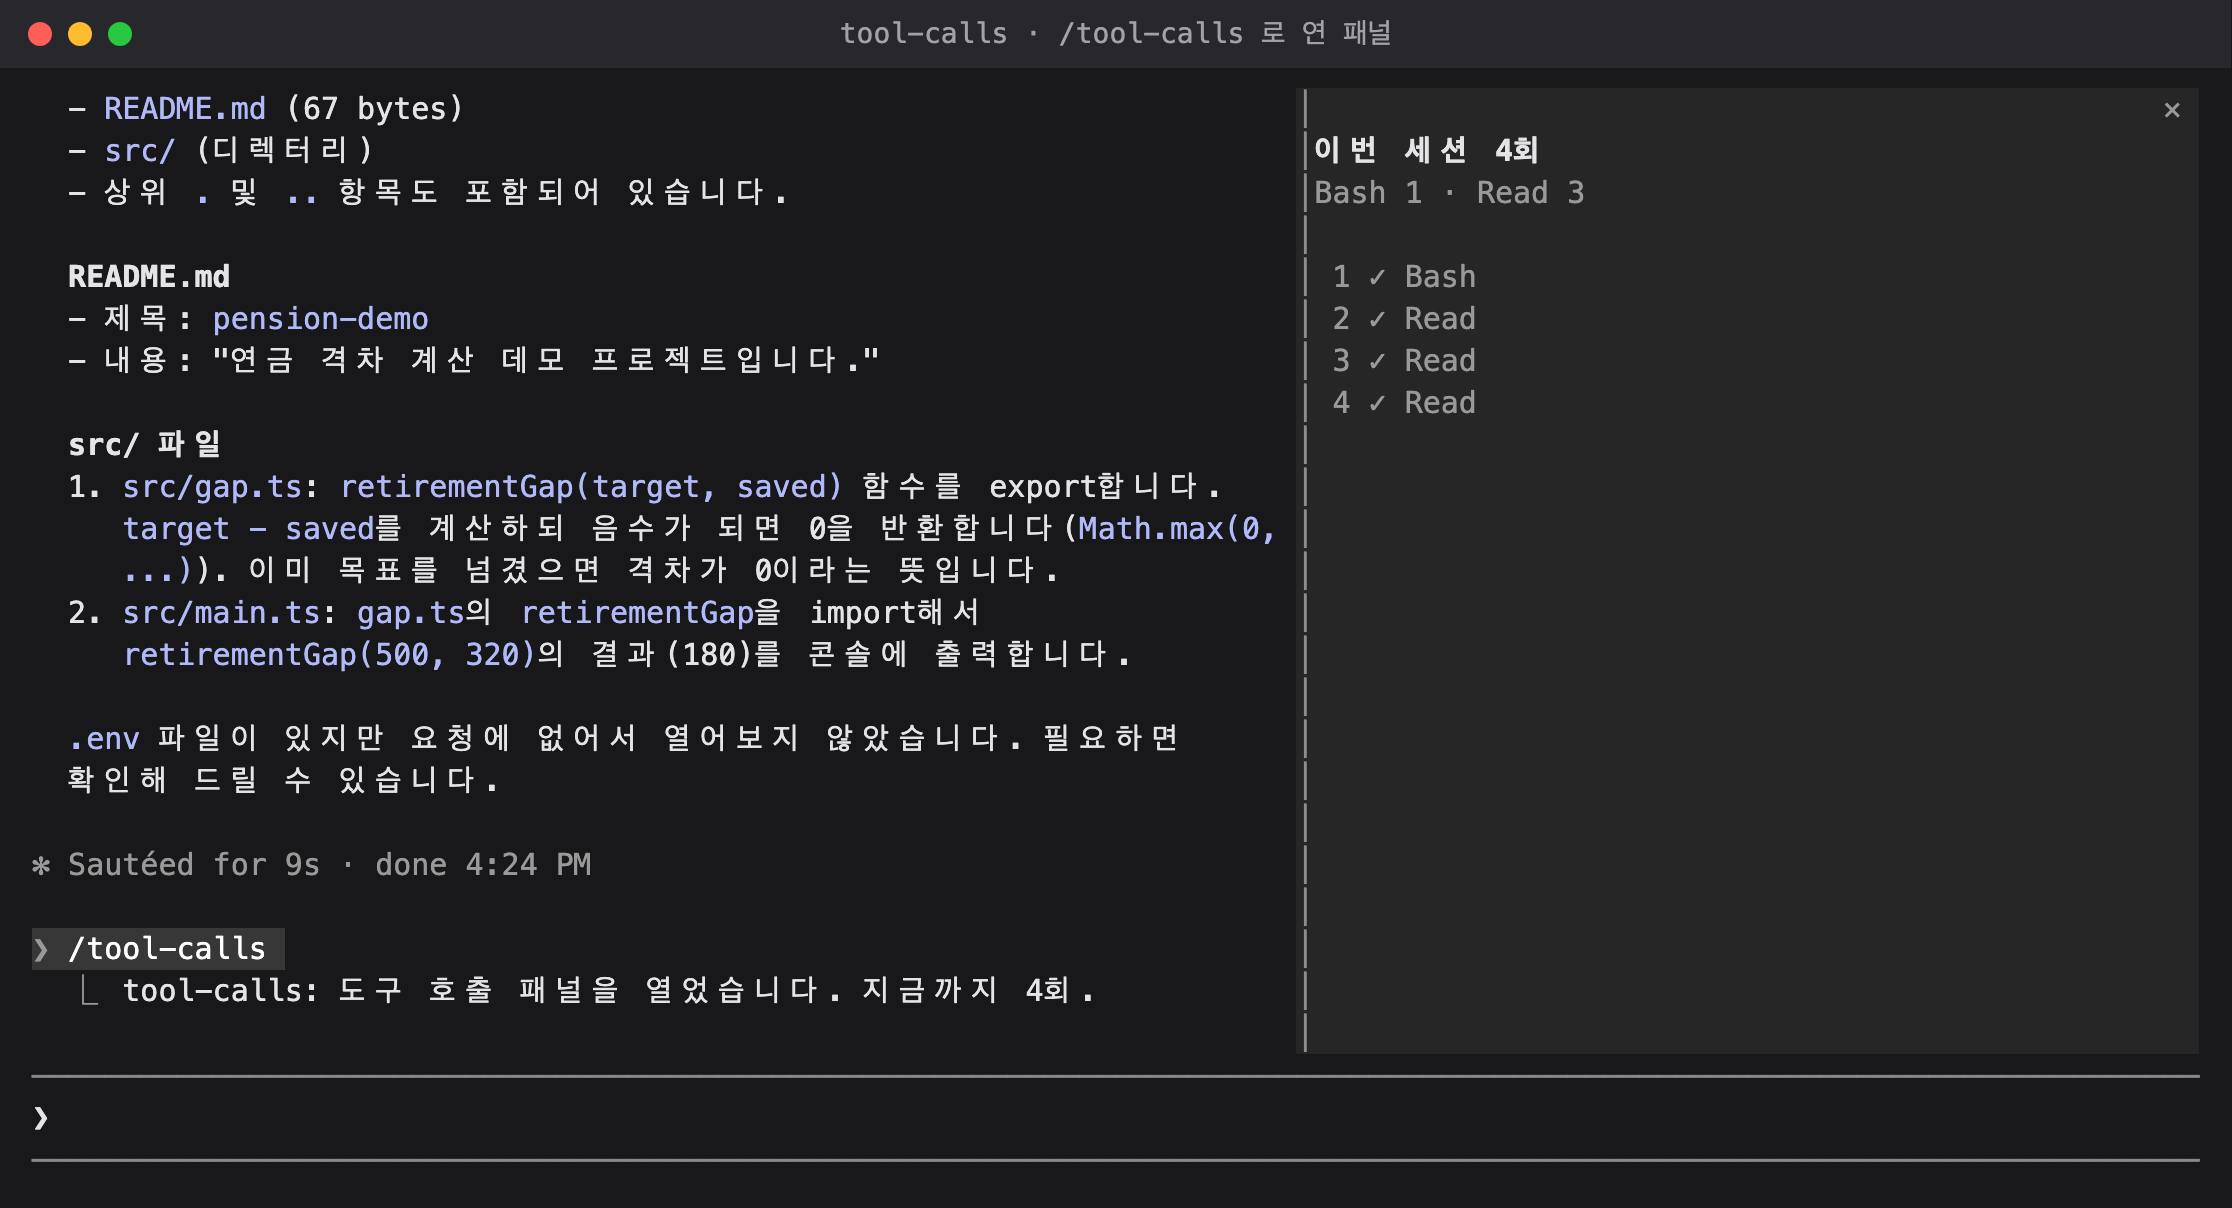 tool-calls · /tool-calls 로 연 패널
- README.md (67 bytes)
- src/ (디렉터리)
- 상위 . 및 .. 항목도 포함되어 있습니다.
README.md
- 제목: pension-demo
- 내용: "연금 격차 계산 데모 프로젝트입니다."
src/ 파일
1. src/gap.ts: retirementGap(target, saved) 함수를 export합니다.
target - saved를 계산하되 음수가 되면 0을 반환합니다(Math.max(0,
...)). 이미 목표를 넘겼으면 격차가 0이라는 뜻입니다.
2. src/main.ts: gap.ts의 retirementGap을 import해서
retirementGap(500, 320)의 결과(180)를 콘솔에 출력합니다.
.env 파일이 있지만 요청에 없어서 열어보지 않았습니다. 필요하면
확인해 드릴 수 있습니다.
✻ Sautéed for 9s · done 4:24 PM
❯ /tool-calls
⎿ tool-calls: 도구 호출 패널을 열었습니다. 지금까지 4회.
❯
×
이번 세션 4회
Bash 1 · Read 3
1 ✓ Bash
2 ✓ Read
3 ✓ Read
4 ✓ Read